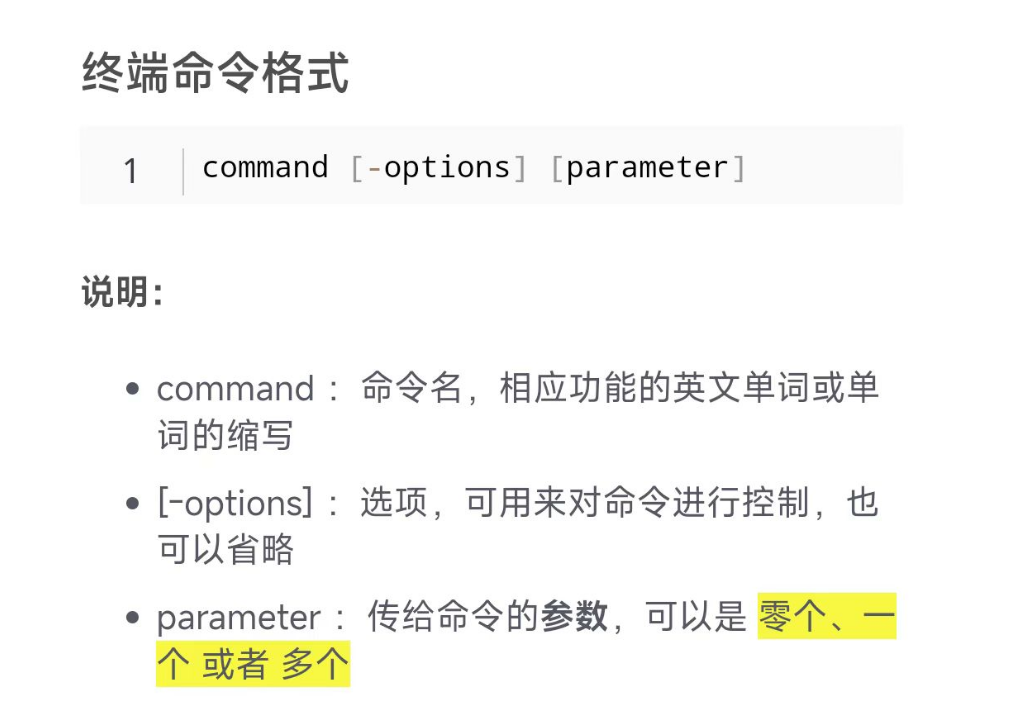 终端命令格式
1 command [-options] [parameter]
说明：
• command ：命令名，相应功能的英文单词或单
词的缩写
• [-options] ：选项，可用来对命令进行控制，也
可以省略
• parameter ：传给命令的参数，可以是 零个、一
个 或者 多个